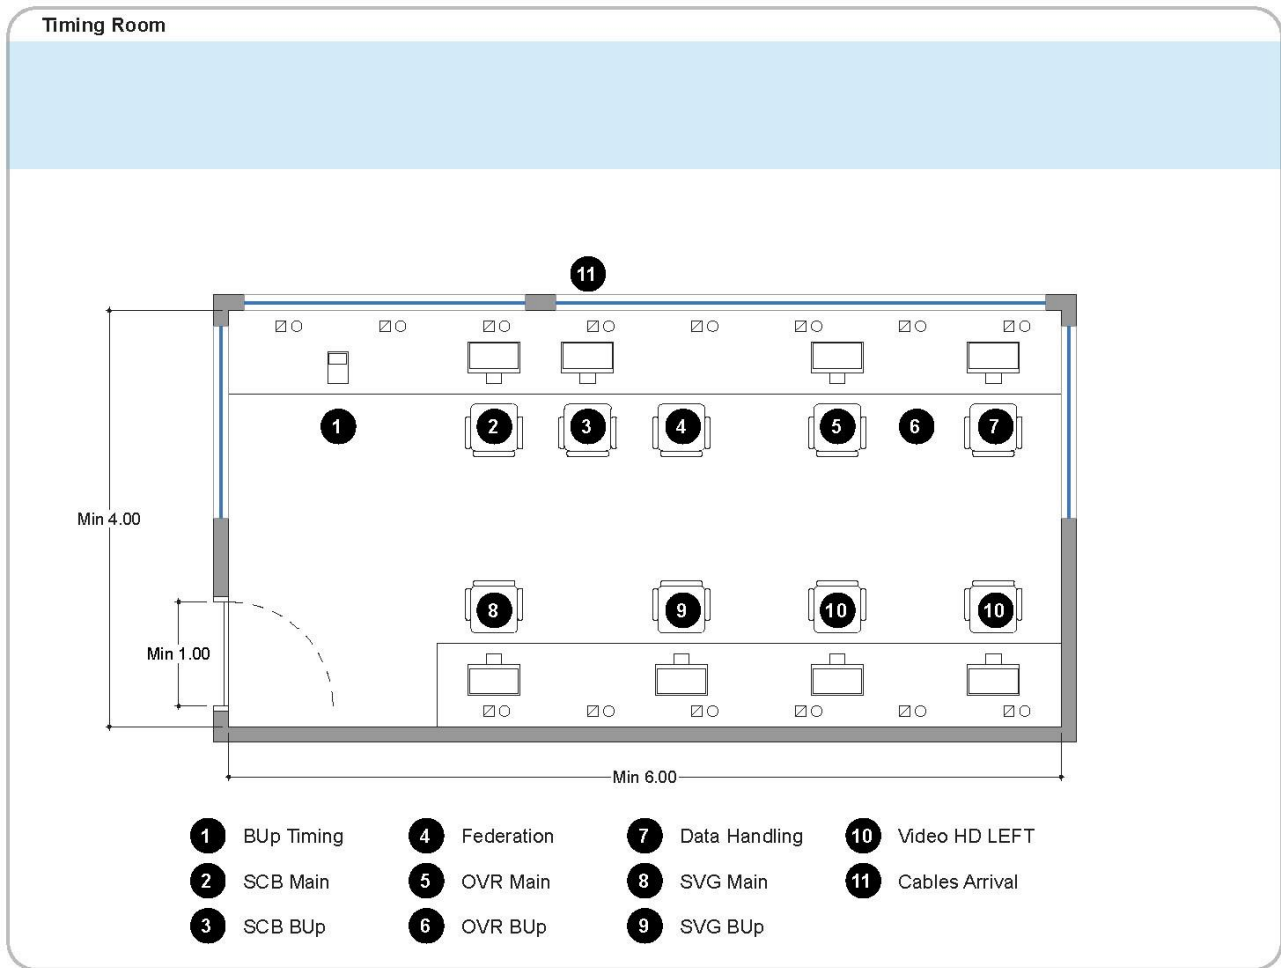 Timing Room
11
1 2 3 4 5 6 7
Min 4.00
8 9 10 10
Min 1.00
Min 6.00
1 BUp Timing
2 SCB Main
3 SCB BUp
4 Federation
5 OVR Main
6 OVR BUp
7 Data Handling
8 SVG Main
9 SVG BUp
10 Video HD LEFT
11 Cables Arrival